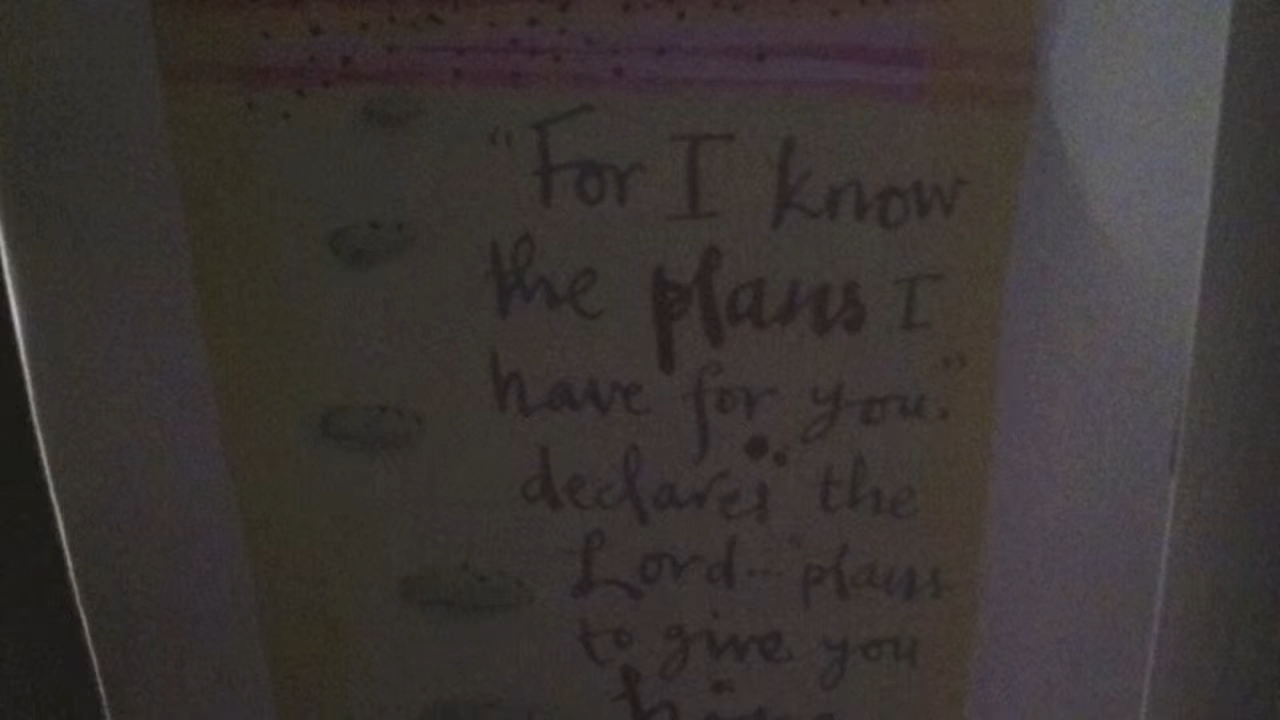 "For I know
the plans I
have for you."
declares the
Lord... "plans
to give you